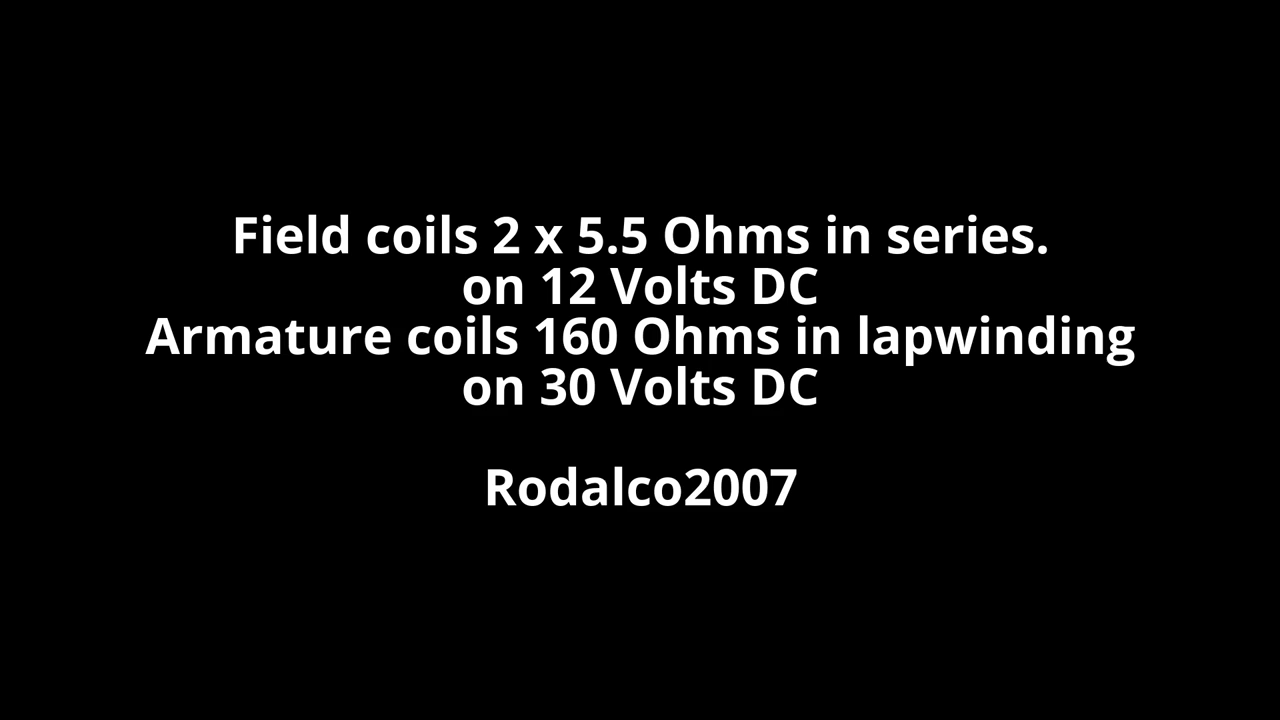 Field coils 2 x 5.5 Ohms in series.
on 12 Volts DC
Armature coils 160 Ohms in lapwinding
on 30 Volts DC
Rodalco2007